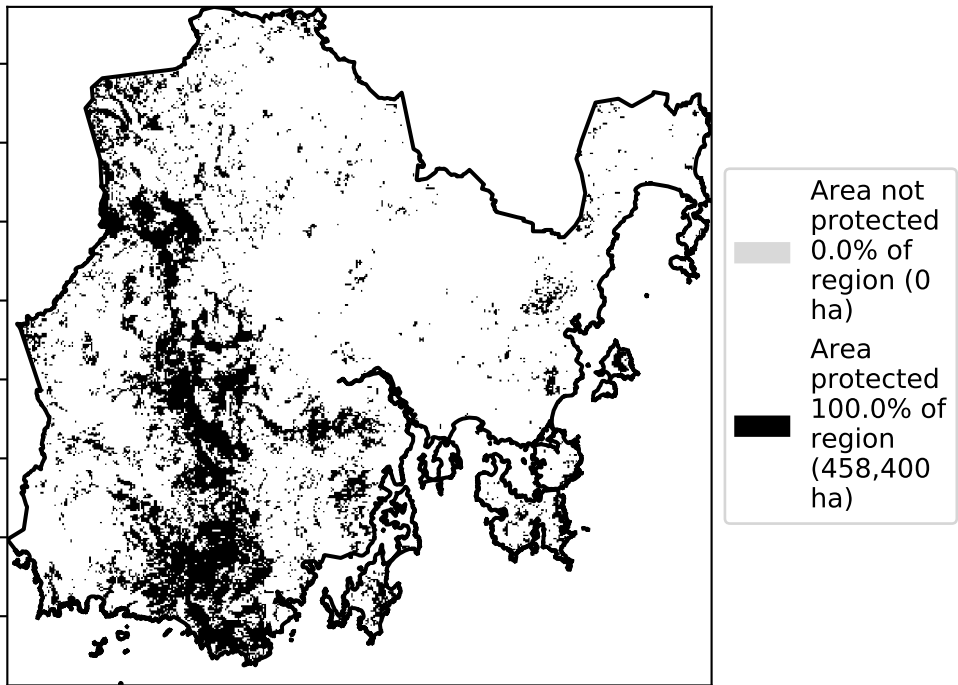 Area not
protected
0.0% of
region (0
ha)
Area
protected
100.0% of
region
(458,400
ha)